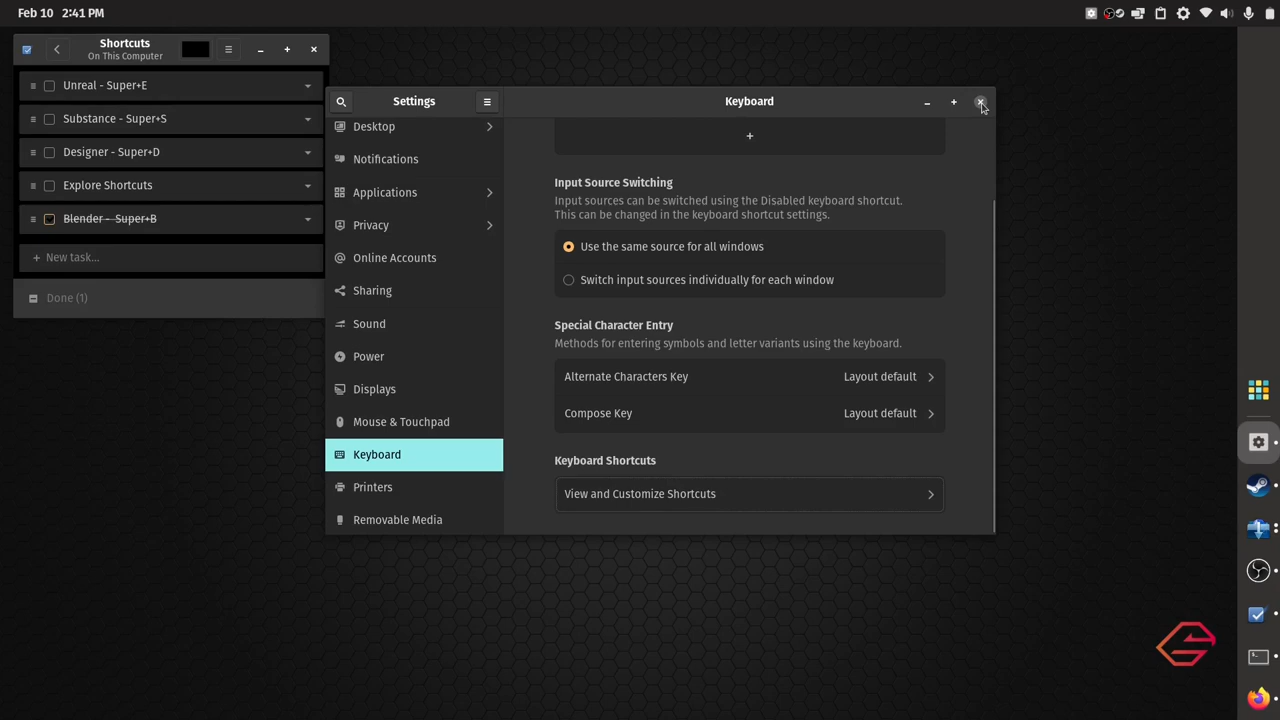 Feb 10 2:41 PM
Shortcuts
On This Computer
Unreal - Super+E
Substance - Super+S
Designer - Super+D
Explore Shortcuts
Blender - Super+B
New task...
Done (1)
Settings
Keyboard
Desktop
Notifications
Applications
Privacy
Online Accounts
Sharing
Sound
Power
Displays
Mouse & Touchpad
Keyboard
Printers
Removable Media
Input Source Switching
Input sources can be switched using the Disabled keyboard shortcut.
This can be changed in the keyboard shortcut settings.
Use the same source for all windows
Switch input sources individually for each window
Special Character Entry
Methods for entering symbols and letter variants using the keyboard.
Alternate Characters Key Layout default
Compose Key Layout default
Keyboard Shortcuts
View and Customize Shortcuts